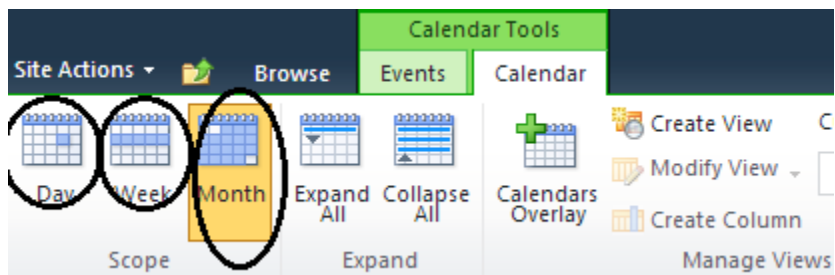 Calendar Tools
Site Actions Browse Events Calendar
Day Week Month Expand All Collapse All Calendars Overlay Create View C
Modify View
Create Column
Scope Expand Manage Views